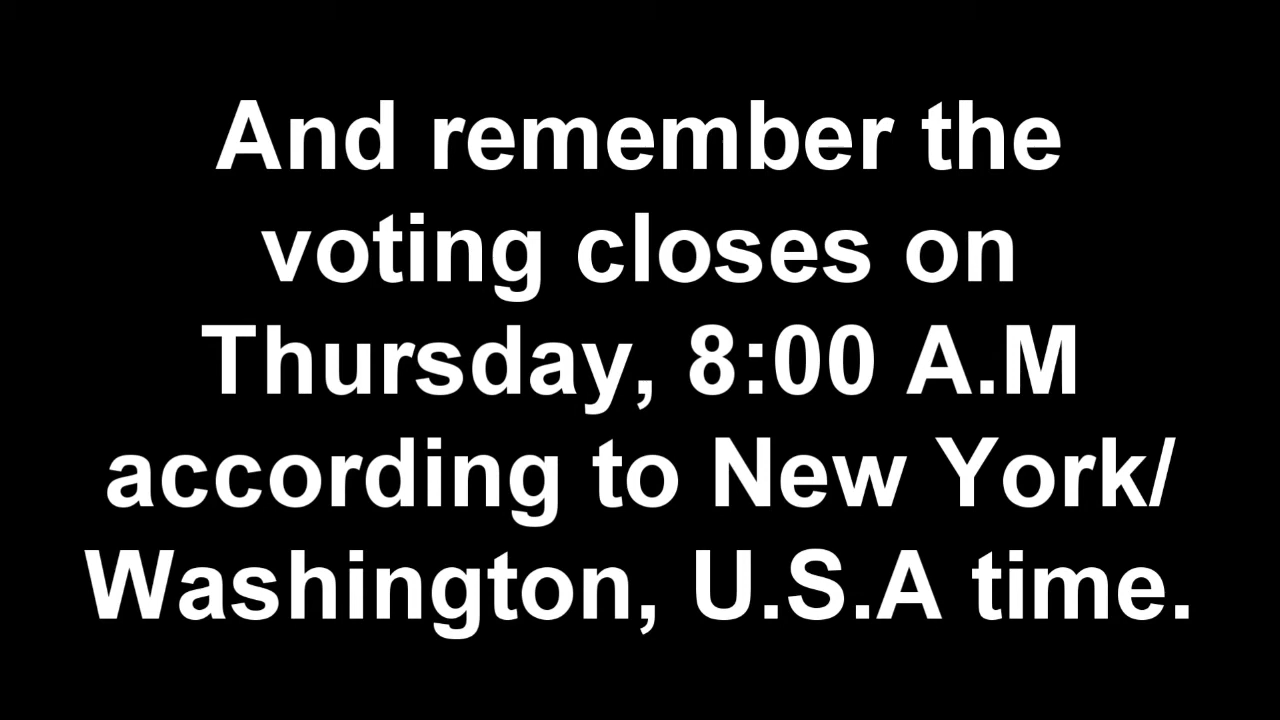 And remember the
voting closes on
Thursday, 8:00 A.M
according to New York/
Washington, U.S.A time.